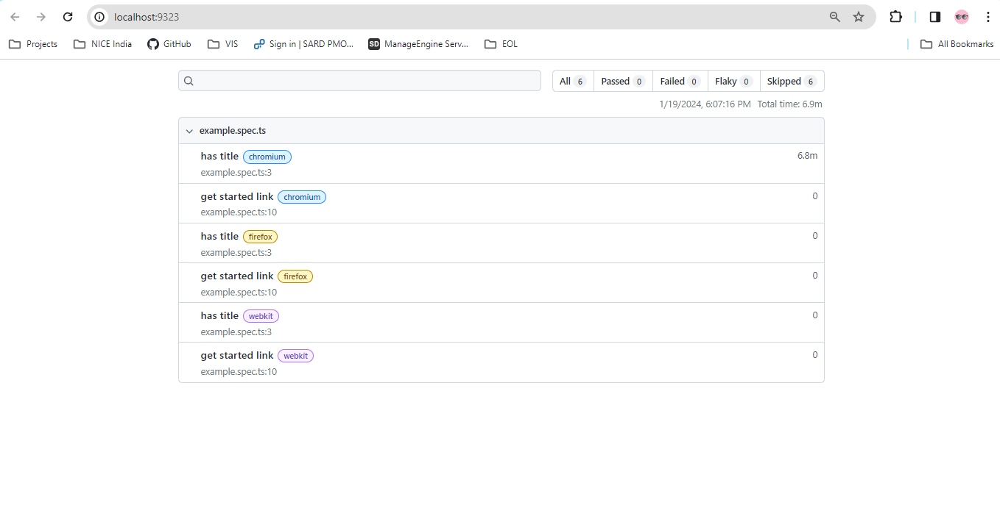 localhost:9323
Projects NICE India GitHub VIS Sign in | SARD PMO... SD ManageEngine Serv... EOL All Bookmarks
All 6 Passed 0 Failed 0 Flaky 0 Skipped 6
1/19/2024, 6:07:16 PM Total time: 6.9m
example.spec.ts
has title chromium 6.8m
example.spec.ts:3
get started link chromium 0
example.spec.ts:10
has title firefox 0
example.spec.ts:3
get started link firefox 0
example.spec.ts:10
has title webkit 0
example.spec.ts:3
get started link webkit 0
example.spec.ts:10